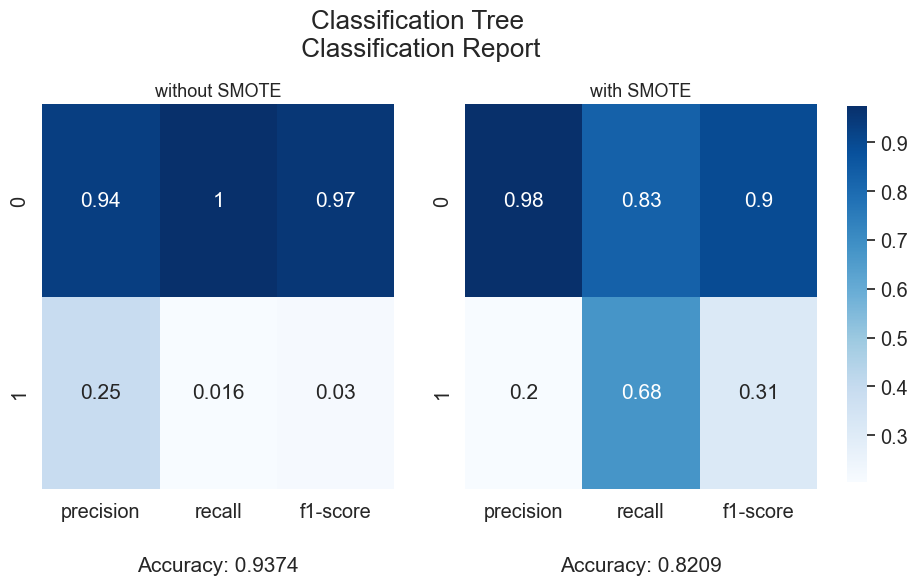 Classification Tree
Classification Report
without SMOTE
0
0.94 1 0.97
1
0.25 0.016 0.03
precision recall f1-score
Accuracy: 0.9374
with SMOTE
0
0.98 0.83 0.9
1
0.2 0.68 0.31
precision recall f1-score
Accuracy: 0.8209
0.9
0.8
0.7
0.6
0.5
0.4
0.3